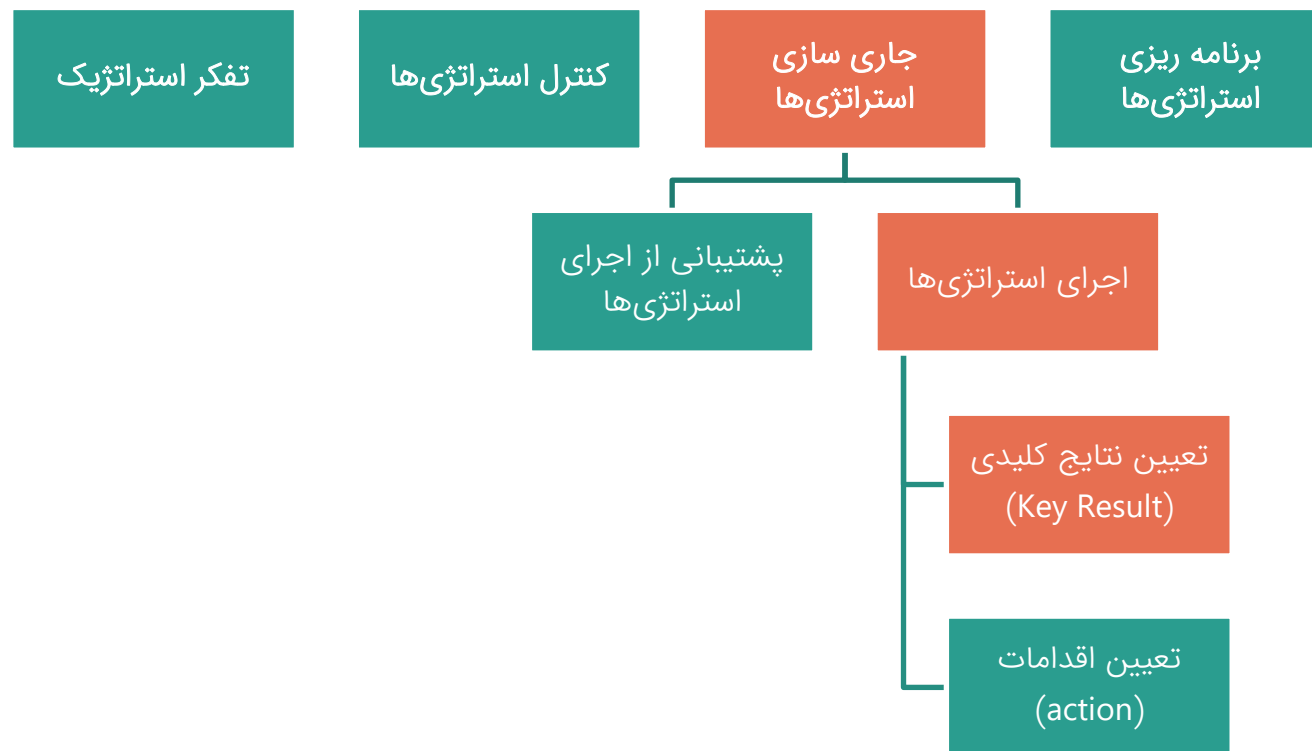 برنامه ریزی
استراتژی‌ها
جاری سازی
استراتژی‌ها
کنترل استراتژی‌ها
تفکر استراتژیک
اجرای استراتژی‌ها
پشتیبانی از اجرای
استراتژی‌ها
تعیین نتایج کلیدی
(Key Result)
تعیین اقدامات
(action)